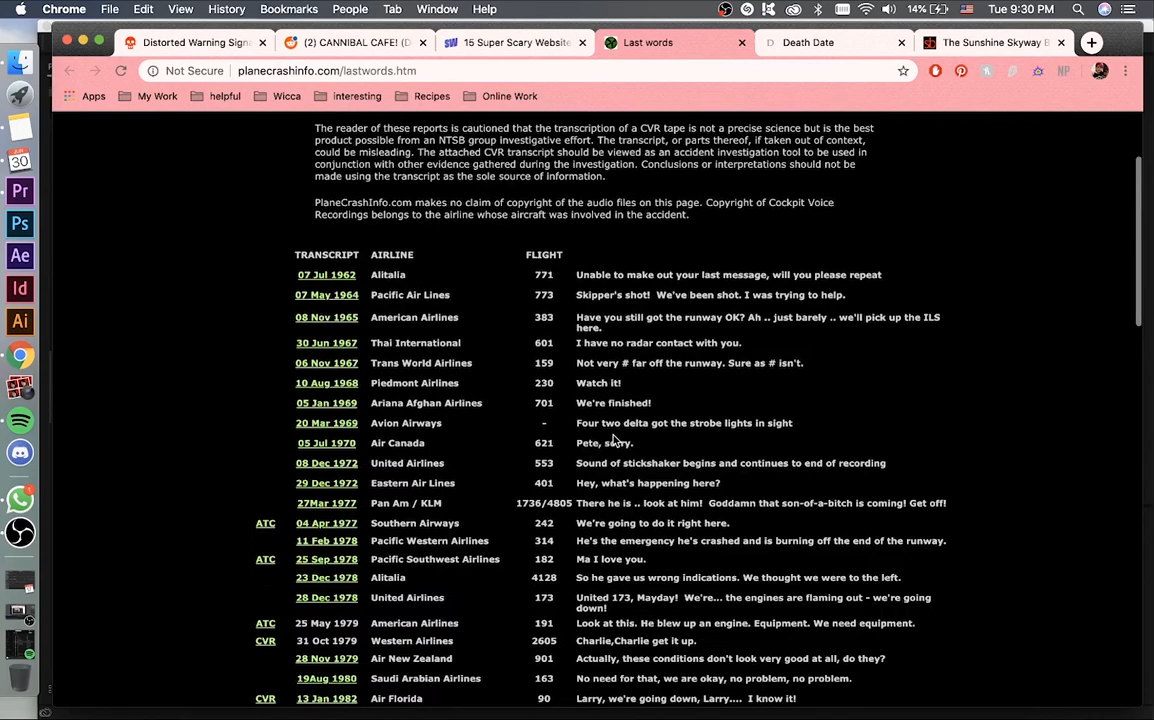 Chrome File Edit View History Bookmarks People Tab Window Help 14% Tue 9:30 PM
Distorted Warning Sign
(2) CANNIBAL CAFE! (D
15 Super Scary Website
Last words
Death Date
The Sunshine Skyway B
Not Secure planecrashinfo.com/lastwords.htm
NP
Apps My Work helpful Wicca interesting Recipes Online Work
The reader of these reports is cautioned that the transcription of a CVR tape is not a precise science but is the best
product possible from an NTSB group investigative effort. The transcript, or parts thereof, if taken out of context,
could be misleading. The attached CVR transcript should be viewed as an accident investigation tool to be used in
conjunction with other evidence gathered during the investigation. Conclusions or interpretations should not be
made using the transcript as the sole source of information.
PlaneCrashInfo.com makes no claim of copyright of the audio files on this page. Copyright of Cockpit Voice
Recordings belongs to the airline whose aircraft was involved in the accident.
TRANSCRIPT AIRLINE FLIGHT
07 Jul 1962 Alitalia 771 Unable to make out your last message, will you please repeat
07 May 1964 Pacific Air Lines 773 Skipper's shot! We've been shot. I was trying to help.
08 Nov 1965 American Airlines 383 Have you still got the runway OK? Ah .. just barely .. we'll pick up the ILS
here.
30 Jun 1967 Thai International 601 I have no radar contact with you.
06 Nov 1967 Trans World Airlines 159 Not very # far off the runway. Sure as # isn't.
10 Aug 1968 Piedmont Airlines 230 Watch it!
05 Jan 1969 Ariana Afghan Airlines 701 We're finished!
20 Mar 1969 Avion Airways - Four two delta got the strobe lights in sight
05 Jul 1970 Air Canada 621 Pete, sorry.
08 Dec 1972 United Airlines 553 Sound of stickshaker begins and continues to end of recording
29 Dec 1972 Eastern Air Lines 401 Hey, what's happening here?
27Mar 1977 Pan Am / KLM 1736/4805 There he is .. look at him! Goddamn that son-of-a-bitch is coming! Get off!
ATC 04 Apr 1977 Southern Airways 242 We're going to do it right here.
11 Feb 1978 Pacific Western Airlines 314 He's the emergency he's crashed and is burning off the end of the runway.
ATC 25 Sep 1978 Pacific Southwest Airlines 182 Ma I love you.
23 Dec 1978 Alitalia 4128 So he gave us wrong indications. We thought we were to the left.
28 Dec 1978 United Airlines 173 United 173, Mayday! We're... the engines are flaming out - we're going
down!
ATC 25 May 1979 American Airlines 191 Look at this. He blew up an engine. Equipment. We need equipment.
CVR 31 Oct 1979 Western Airlines 2605 Charlie,Charlie get it up.
28 Nov 1979 Air New Zealand 901 Actually, these conditions don't look very good at all, do they?
19Aug 1980 Saudi Arabian Airlines 163 No need for that, we are okay, no problem, no problem.
CVR 13 Jan 1982 Air Florida 90 Larry, we're going down, Larry.... I know it!
30
Pr
Ps
Ae
Id
Ai
1